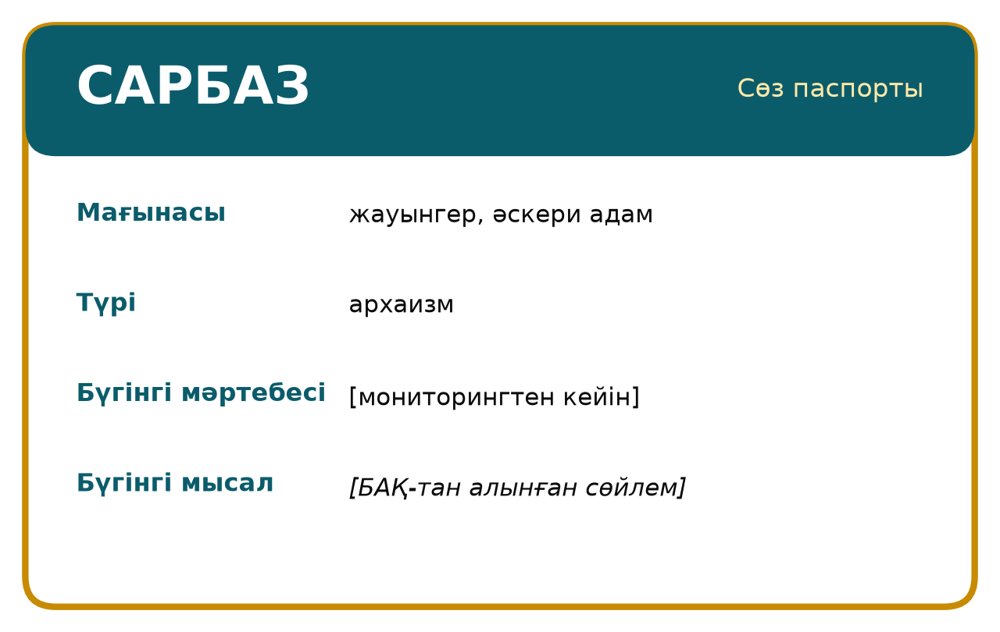 САРБАЗ
Сөз паспорты
Мағынасы жауынгер, әскери адам
Түрі архаизм
Бүгінгі мәртебесі [мониторингтен кейін]
Бүгінгі мысал [БАҚ-тан алынған сөйлем]